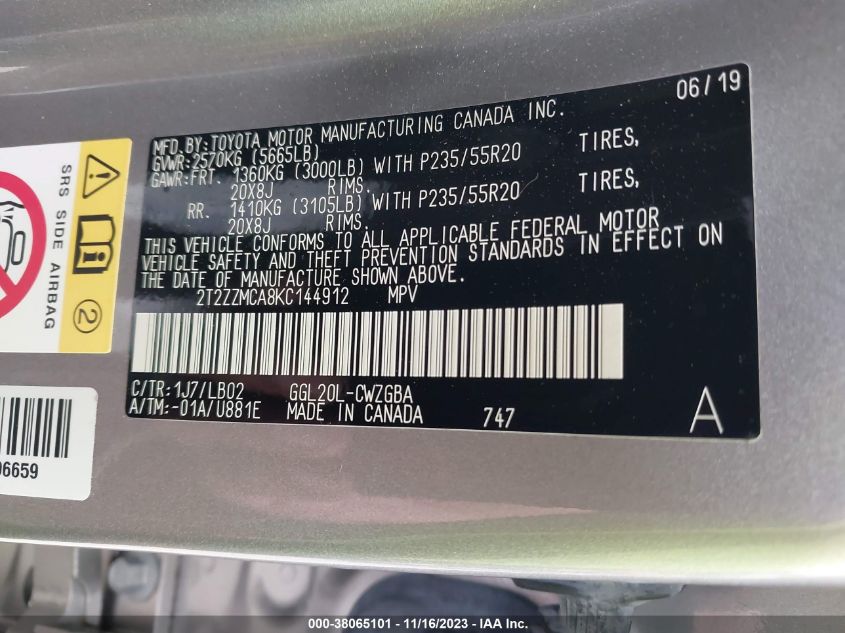 06/19
MFD.BY:TOYOTA MOTOR MANUFACTURING CANADA INC.
GVWR:2570KG (5665LB)
GAWR:FRT. 1360KG (3000LB) WITH P235/55R20 TIRES,
20X8J RIMS.
RR. 1410KG (3105LB) WITH P235/55R20 TIRES,
20X8J RIMS.
THIS VEHICLE CONFORMS TO ALL APPLICABLE FEDERAL MOTOR
VEHICLE SAFETY AND THEFT PREVENTION STANDARDS IN EFFECT ON
THE DATE OF MANUFACTURE SHOWN ABOVE.
2T2ZZMCA8KC144912 MPV
C/TR:1J7/LB02 GGL20L-CWZGBA
A/TM:-01A/U881E MADE IN CANADA 747 A
SRS SIDE AIRBAG
2
6659
000-38065101 - 11/16/2023 - IAA Inc.